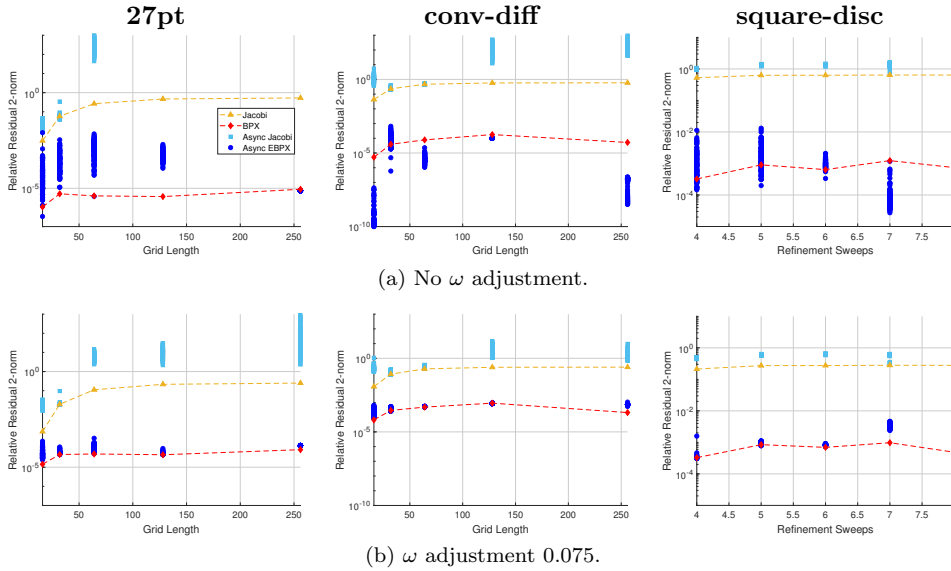 27pt conv-diff square-disc
Relative Residual 2-norm
10^0
10^-5
Jacobi
BPX
Async Jacobi
Async EBPX
50 100 150 200 250
Grid Length
Relative Residual 2-norm
10^0
10^-5
10^-10
50 100 150 200 250
Grid Length
Relative Residual 2-norm
10^0
10^-2
10^-4
4 4.5 5 5.5 6 6.5 7 7.5
Refinement Sweeps
(a) No ω adjustment.
Relative Residual 2-norm
10^0
10^-5
50 100 150 200 250
Grid Length
Relative Residual 2-norm
10^0
10^-5
10^-10
50 100 150 200 250
Grid Length
Relative Residual 2-norm
10^0
10^-2
10^-4
4 4.5 5 5.5 6 6.5 7 7.5
Refinement Sweeps
(b) ω adjustment 0.075.